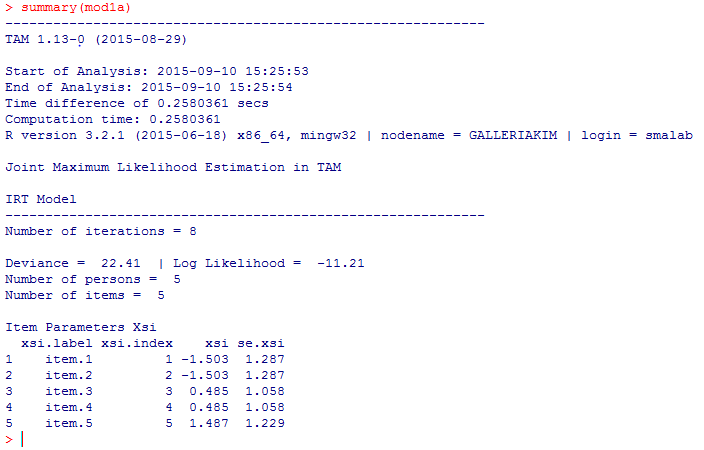 > summary(mod1a)
------------------------------------------------------------
TAM 1.13-0 (2015-08-29)
Start of Analysis: 2015-09-10 15:25:53
End of Analysis: 2015-09-10 15:25:54
Time difference of 0.2580361 secs
Computation time: 0.2580361
R version 3.2.1 (2015-06-18) x86_64, mingw32 | nodename = GALLERIAKIM | login = smalab
Joint Maximum Likelihood Estimation in TAM
IRT Model
------------------------------------------------------------
Number of iterations = 8
Deviance =  22.41  | Log Likelihood =  -11.21
Number of persons =  5
Number of items =  5
Item Parameters Xsi
  xsi.label xsi.index    xsi se.xsi
1    item.1         1 -1.503  1.287
2    item.2         2 -1.503  1.287
3    item.3         3  0.485  1.058
4    item.4         4  0.485  1.058
5    item.5         5  1.487  1.229
>